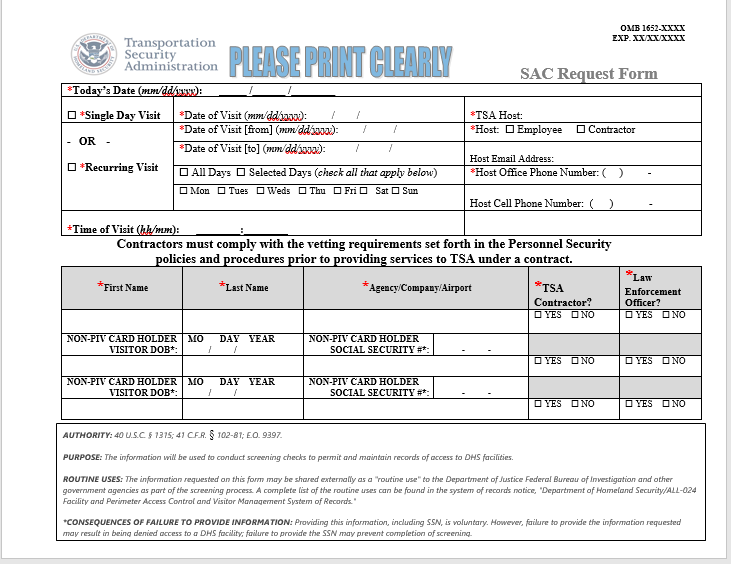 OMB 1652-XXXX
EXP. XX/XX/XXXX
Transportation
Security
Administration
PLEASE PRINT CLEARLY
SAC Request Form
*Today's Date (mm/dd/yyyy): _____ /______ /_______
☐ *Single Day Visit
*Date of Visit (mm/dd/yyyy): / /
*TSA Host:
- OR -
*Date of Visit [from] (mm/dd/yyyy): / /
*Host: ☐ Employee ☐ Contractor
*Date of Visit [to] (mm/dd/yyyy): / /
Host Email Address:
☐ *Recurring Visit
☐ All Days ☐ Selected Days (check all that apply below)
*Host Office Phone Number: ( ) -
☐ Mon ☐ Tues ☐ Weds ☐ Thu ☐ Fri ☐ Sat ☐ Sun
Host Cell Phone Number: ( ) -
*Time of Visit (hh/mm): ________:________
Contractors must comply with the vetting requirements set forth in the Personnel Security
policies and procedures prior to providing services to TSA under a contract.
*First Name
*Last Name
*Agency/Company/Airport
*TSA
Contractor?
*Law
Enforcement
Officer?
☐ YES ☐ NO
☐ YES ☐ NO
NON-PIV CARD HOLDER
VISITOR DOB*:
MO DAY YEAR
/ /
NON-PIV CARD HOLDER
SOCIAL SECURITY #*:
- -
☐ YES ☐ NO
☐ YES ☐ NO
NON-PIV CARD HOLDER
VISITOR DOB*:
MO DAY YEAR
/ /
NON-PIV CARD HOLDER
SOCIAL SECURITY #*:
- -
☐ YES ☐ NO
☐ YES ☐ NO
AUTHORITY: 40 U.S.C. § 1315; 41 C.F.R. § 102-81; E.O. 9397.
PURPOSE: The information will be used to conduct screening checks to permit and maintain records of access to DHS facilities.
ROUTINE USES: The information requested on this form may be shared externally as a "routine use" to the Department of Justice Federal Bureau of Investigation and other
government agencies as part of the screening process. A complete list of the routine uses can be found in the system of records notice, "Department of Homeland Security/ALL-024
Facility and Perimeter Access Control and Visitor Management System of Records."
*CONSEQUENCES OF FAILURE TO PROVIDE INFORMATION: Providing this information, including SSN, is voluntary. However, failure to provide the information requested
may result in being denied access to a DHS facility; failure to provide the SSN may prevent completion of screening.